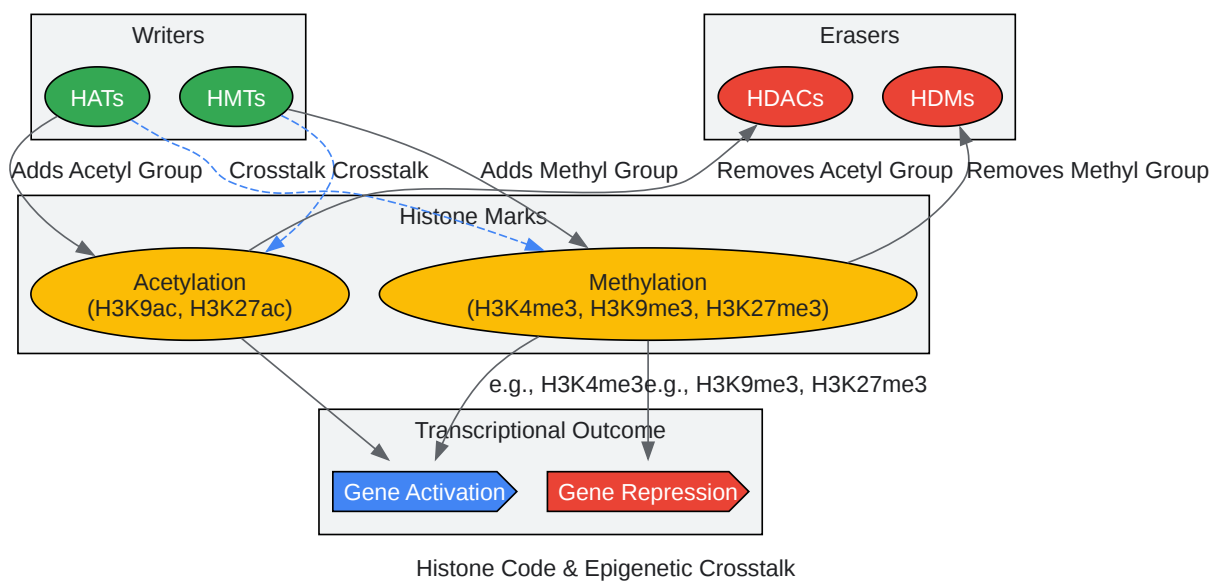 Writers
Erasers
HATs
HMTs
HDACs
HDMs
Adds Acetyl Group
Crosstalk
Crosstalk
Adds Methyl Group
Removes Acetyl Group
Removes Methyl Group
Histone Marks
Acetylation
(H3K9ac, H3K27ac)
Methylation
(H3K4me3, H3K9me3, H3K27me3)
e.g., H3K4me3
e.g., H3K9me3, H3K27me3
Transcriptional Outcome
Gene Activation
Gene Repression
Histone Code & Epigenetic Crosstalk